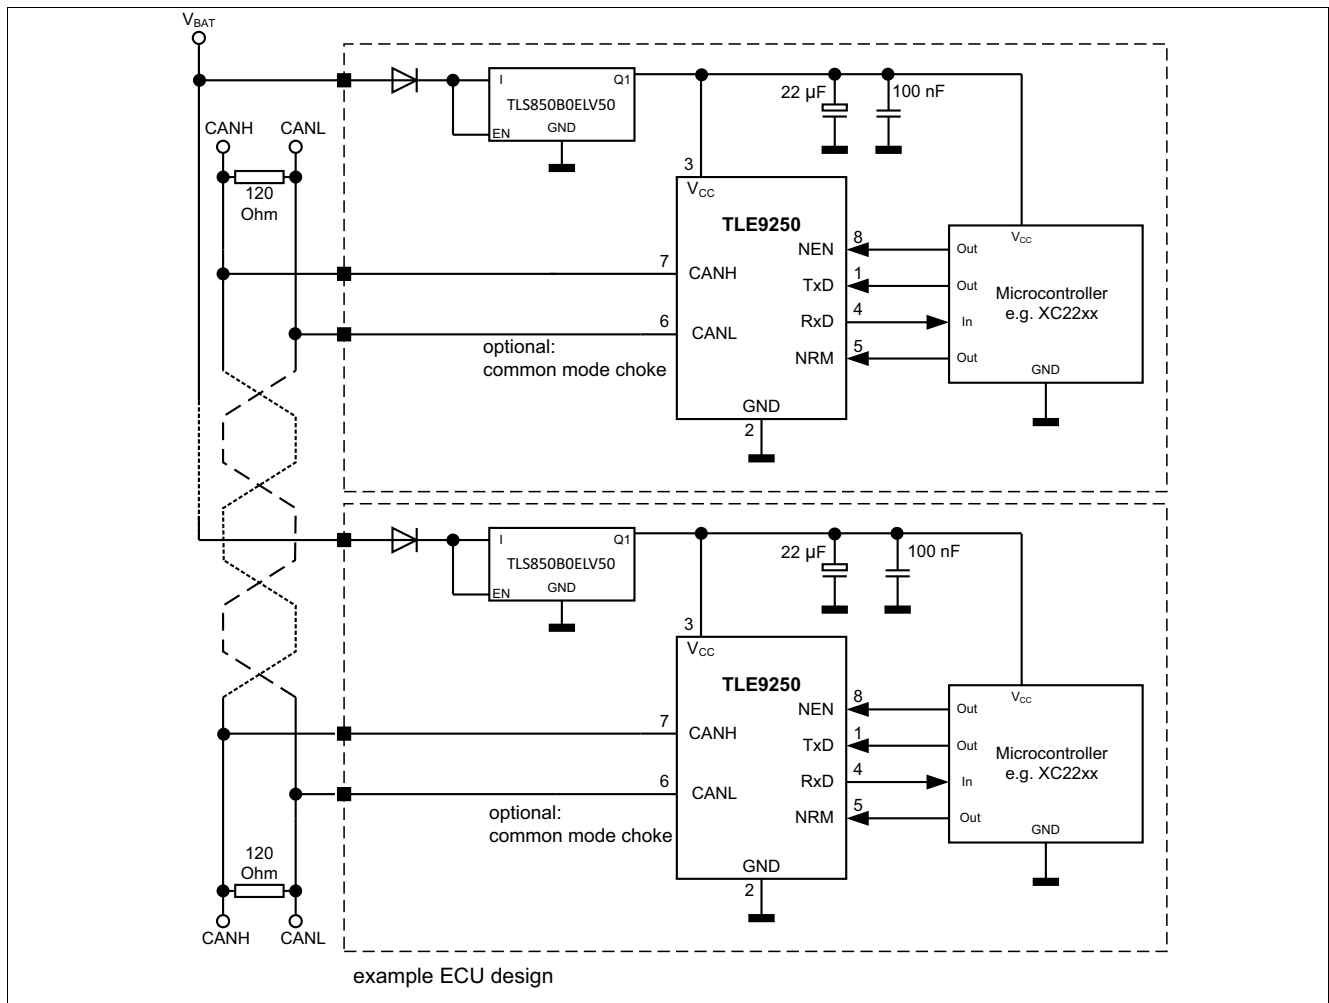 VBAT
CANH CANL
120
Ohm
I Q1
TLS850B0ELV50
EN GND
22 µF 100 nF
3
VCC
TLE9250
7 CANH
6 CANL
optional:
common mode choke
NEN 8
TxD 1
RxD 4
NRM 5
GND
2
VCC
Out
Out
Microcontroller
e.g. XC22xx
In
Out
GND
I Q1
TLS850B0ELV50
EN GND
22 µF 100 nF
3
VCC
TLE9250
7 CANH
6 CANL
optional:
common mode choke
NEN 8
TxD 1
RxD 4
NRM 5
GND
2
VCC
Out
Out
Microcontroller
e.g. XC22xx
In
Out
GND
120
Ohm
CANH CANL
example ECU design